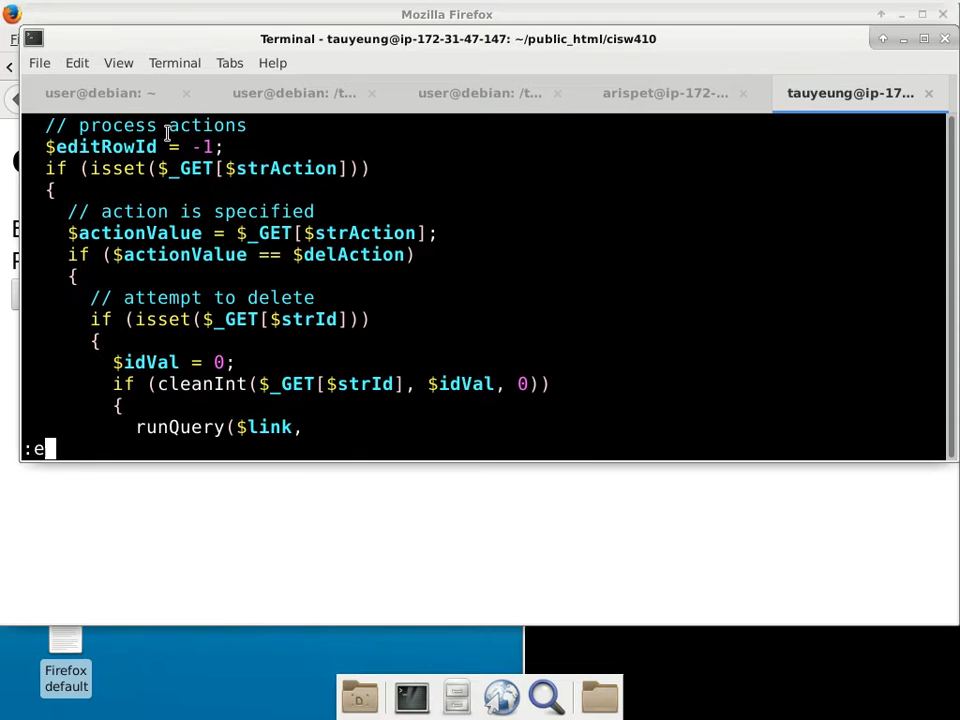 Mozilla Firefox
Terminal - tauyeung@ip-172-31-47-147: ~/public_html/cisw410
File Edit View Terminal Tabs Help
user@debian: ~ user@debian: /t... user@debian: /t... arispet@ip-172-... tauyeung@ip-17...
// process actions
$editRowId = -1;
if (isset($_GET[$strAction]))
{
// action is specified
$actionValue = $_GET[$strAction];
if ($actionValue == $delAction)
{
// attempt to delete
if (isset($_GET[$strId]))
{
$idVal = 0;
if (cleanInt($_GET[$strId], $idVal, 0))
{
runQuery($link,
:e
Firefox
default